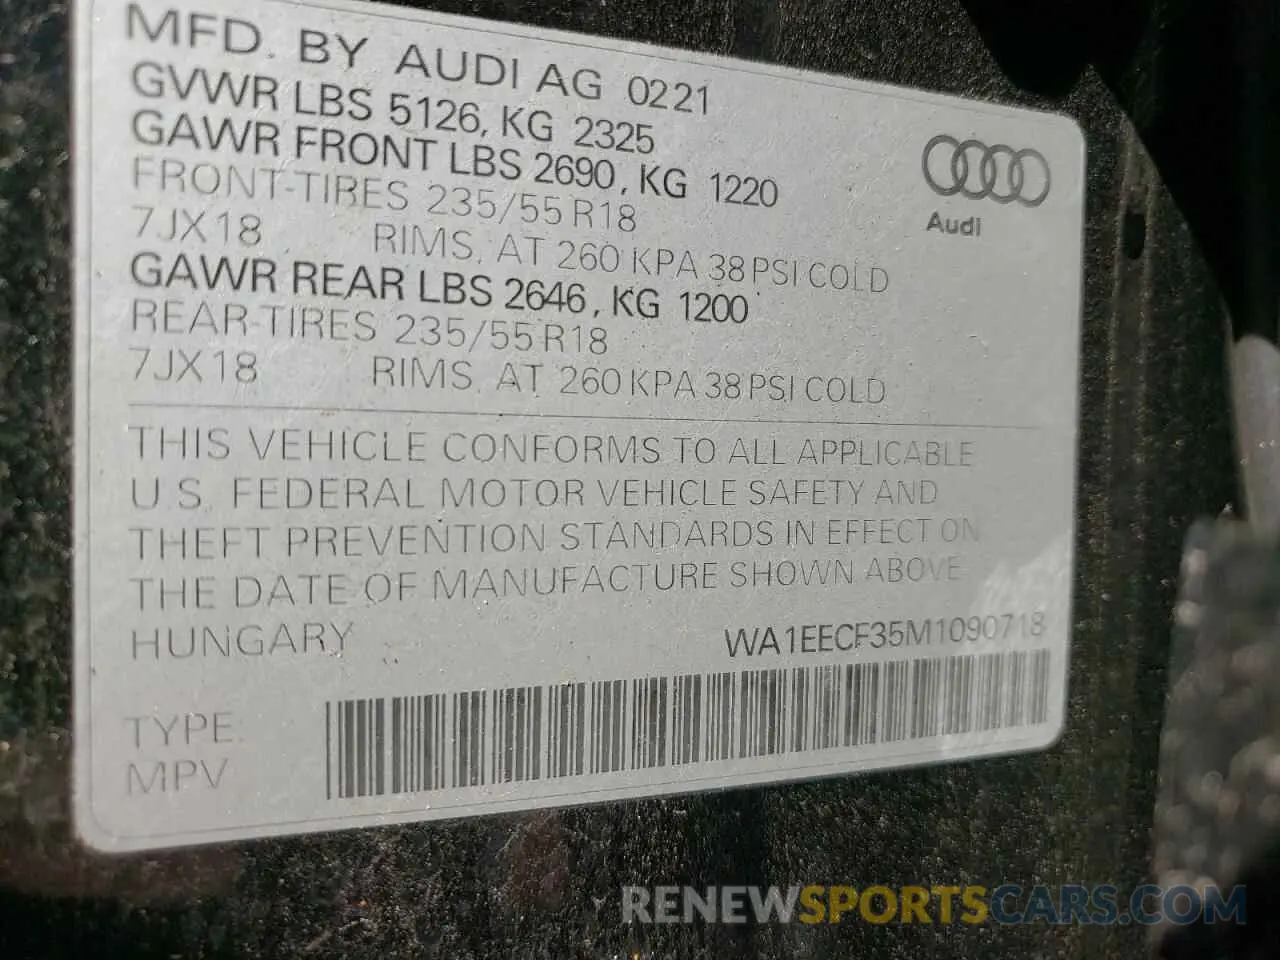 MFD. BY AUDI AG 0221
GVWR LBS 5126, KG 2325
GAWR FRONT LBS 2690, KG 1220
FRONT-TIRES 235/55 R18
7JX18 RIMS, AT 260 KPA 38 PSI COLD
GAWR REAR LBS 2646, KG 1200
REAR-TIRES 235/55 R18
7JX18 RIMS, AT 260 KPA 38 PSI COLD
Audi
THIS VEHICLE CONFORMS TO ALL APPLICABLE
U.S. FEDERAL MOTOR VEHICLE SAFETY AND
THEFT PREVENTION STANDARDS IN EFFECT ON
THE DATE OF MANUFACTURE SHOWN ABOVE
HUNGARY WA1EECF35M1090718
TYPE:
MPV
RENEWSPORTSCARS.COM